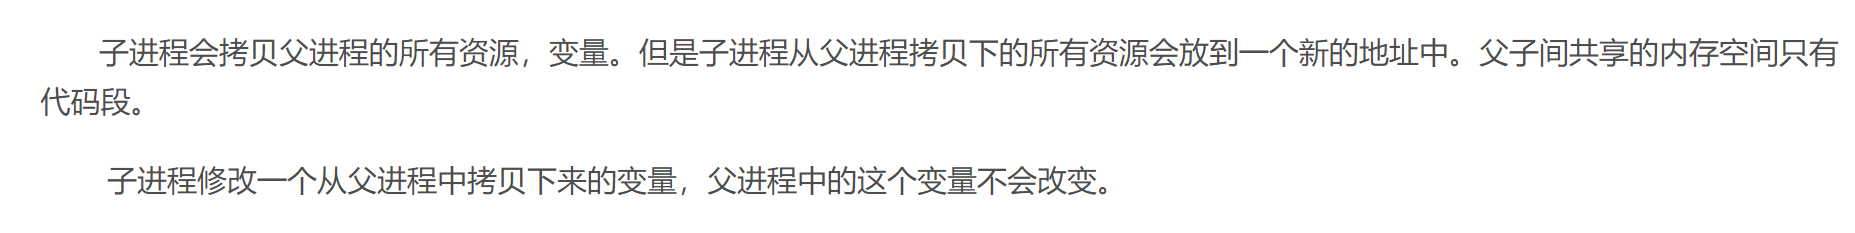 子进程会拷贝父进程的所有资源，变量。但是子进程从父进程拷贝下的所有资源会放到一个新的地址中。父子间共享的内存空间只有
代码段。
子进程修改一个从父进程中拷贝下来的变量，父进程中的这个变量不会改变。